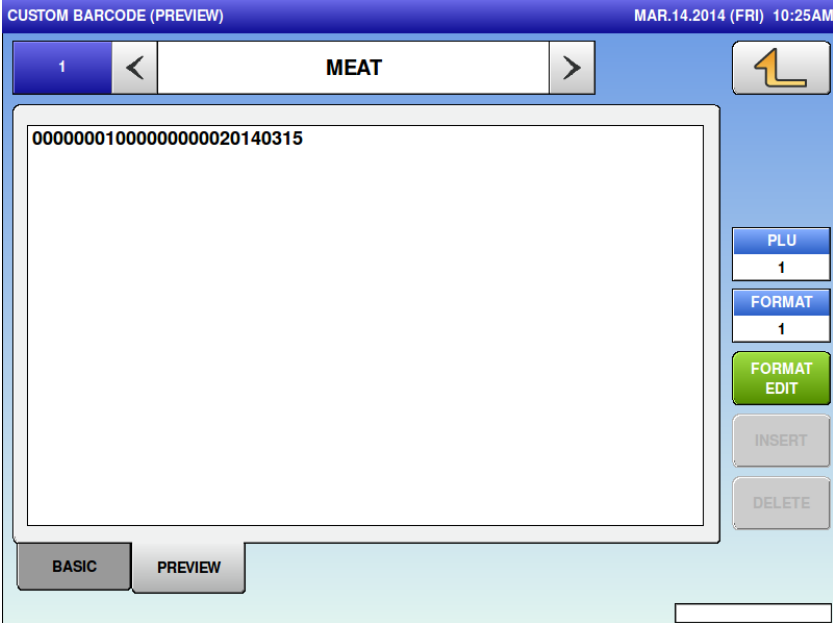 CUSTOM BARCODE (PREVIEW) MAR.14.2014 (FRI) 10:25AM
1 < MEAT >
0000000100000000020140315
PLU
1
FORMAT
1
FORMAT
EDIT
INSERT
DELETE
BASIC PREVIEW